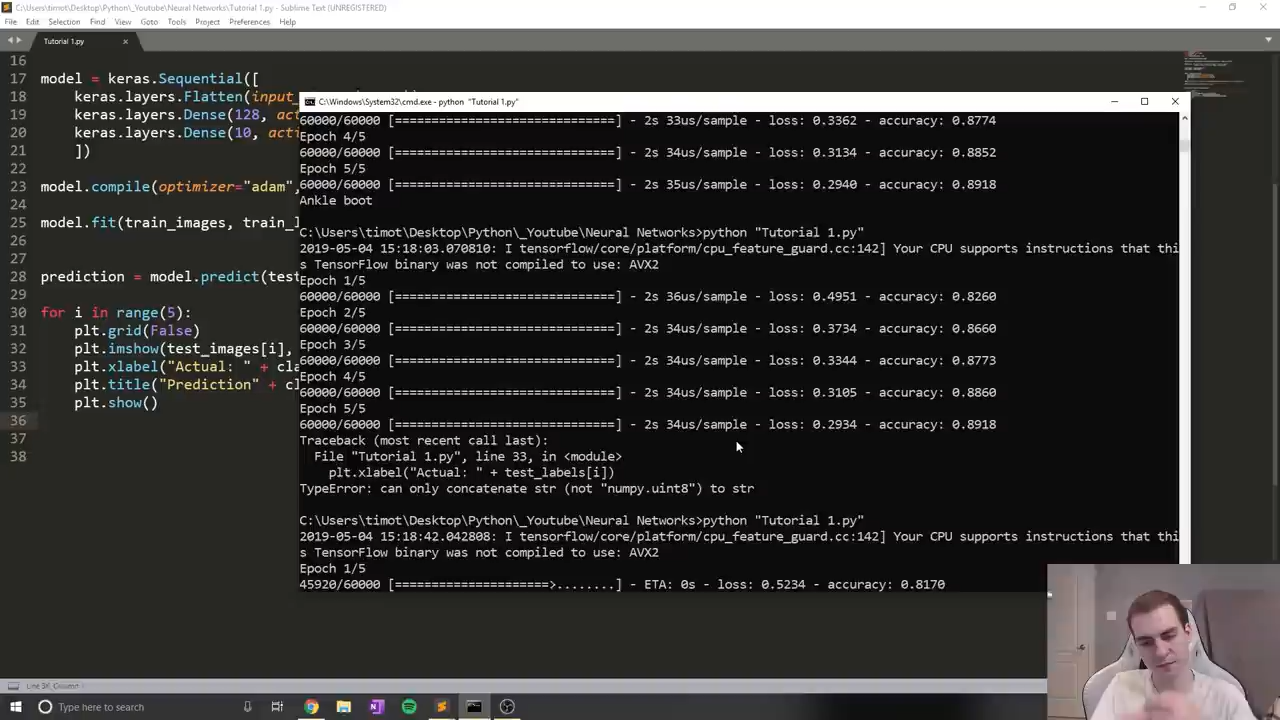 C:\Users\timot\Desktop\Python\_Youtube\Neural Networks\Tutorial 1.py - Sublime Text (UNREGISTERED)
File Edit Selection Find View Goto Tools Project Preferences Help
Tutorial 1.py
16
17 model = keras.Sequential([
18 keras.layers.Flatten(input_
19 keras.layers.Dense(128, act
20 keras.layers.Dense(10, acti
21 ])
22
23 model.compile(optimizer="adam",
24
25 model.fit(train_images, train_l
26
27
28 prediction = model.predict(test
29
30 for i in range(5):
31 plt.grid(False)
32 plt.imshow(test_images[i],
33 plt.xlabel("Actual: " + cla
34 plt.title("Prediction" + cl
35 plt.show()
36
37
38
C:\Windows\System32\cmd.exe - python "Tutorial 1.py"
60000/60000 [==============================] - 2s 33us/sample - loss: 0.3362 - accuracy: 0.8774
Epoch 4/5
60000/60000 [==============================] - 2s 34us/sample - loss: 0.3134 - accuracy: 0.8852
Epoch 5/5
60000/60000 [==============================] - 2s 35us/sample - loss: 0.2940 - accuracy: 0.8918
Ankle boot
C:\Users\timot\Desktop\Python\_Youtube\Neural Networks>python "Tutorial 1.py"
2019-05-04 15:18:03.070810: I tensorflow/core/platform/cpu_feature_guard.cc:142] Your CPU supports instructions that thi
s TensorFlow binary was not compiled to use: AVX2
Epoch 1/5
60000/60000 [==============================] - 2s 36us/sample - loss: 0.4951 - accuracy: 0.8260
Epoch 2/5
60000/60000 [==============================] - 2s 34us/sample - loss: 0.3734 - accuracy: 0.8660
Epoch 3/5
60000/60000 [==============================] - 2s 34us/sample - loss: 0.3344 - accuracy: 0.8773
Epoch 4/5
60000/60000 [==============================] - 2s 34us/sample - loss: 0.3105 - accuracy: 0.8860
Epoch 5/5
60000/60000 [==============================] - 2s 34us/sample - loss: 0.2934 - accuracy: 0.8918
Traceback (most recent call last):
File "Tutorial 1.py", line 33, in <module>
plt.xlabel("Actual: " + test_labels[i])
TypeError: can only concatenate str (not "numpy.uint8") to str
C:\Users\timot\Desktop\Python\_Youtube\Neural Networks>python "Tutorial 1.py"
2019-05-04 15:18:42.042808: I tensorflow/core/platform/cpu_feature_guard.cc:142] Your CPU supports instructions that thi
s TensorFlow binary was not compiled to use: AVX2
Epoch 1/5
45920/60000 [=====================>........] - ETA: 0s - loss: 0.5234 - accuracy: 0.8170
Type here to search